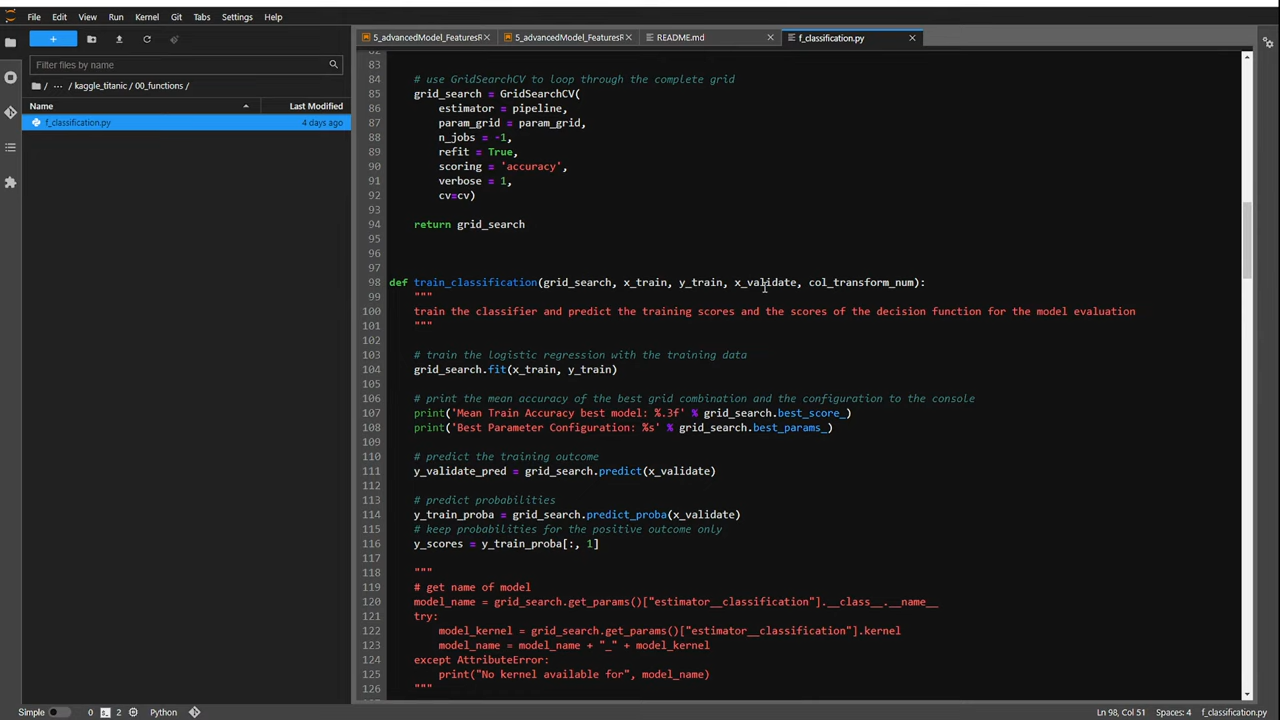 File Edit View Run Kernel Git Tabs Settings Help
5_advancedModel_FeaturesR 5_advancedModel_FeaturesR README.md f_classification.py
+
Filter files by name
/ ··· / kaggle_titanic / 00_functions /
Name Last Modified
f_classification.py 4 days ago
82
83
84 # use GridSearchCV to loop through the complete grid
85 grid_search = GridSearchCV(
86 estimator = pipeline,
87 param_grid = param_grid,
88 n_jobs = -1,
89 refit = True,
90 scoring = 'accuracy',
91 verbose = 1,
92 cv=cv)
93
94 return grid_search
95
96
97
98 def train_classification(grid_search, x_train, y_train, x_validate, col_transform_num):
99 """
100 train the classifier and predict the training scores and the scores of the decision function for the model evaluation
101 """
102
103 # train the logistic regression with the training data
104 grid_search.fit(x_train, y_train)
105
106 # print the mean accuracy of the best grid combination and the configuration to the console
107 print('Mean Train Accuracy best model: %.3f' % grid_search.best_score_)
108 print('Best Parameter Configuration: %s' % grid_search.best_params_)
109
110 # predict the training outcome
111 y_validate_pred = grid_search.predict(x_validate)
112
113 # predict probabilities
114 y_train_proba = grid_search.predict_proba(x_validate)
115 # keep probabilities for the positive outcome only
116 y_scores = y_train_proba[:, 1]
117
118 """
119 # get name of model
120 model_name = grid_search.get_params()["estimator__classification"].__class__.__name__
121 try:
122 model_kernel = grid_search.get_params()["estimator__classification"].kernel
123 model_name = model_name + "_" + model_kernel
124 except AttributeError:
125 print("No kernel available for", model_name)
126 """
Simple 0 2 Python Ln 98, Col 51 Spaces: 4 f_classification.py